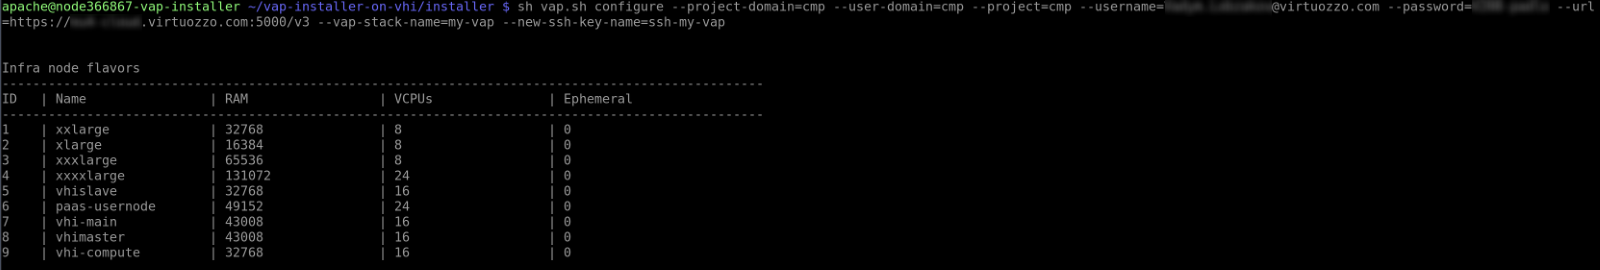 apache@node366867-vap-installer ~/vap-installer-on-vhi/installer $ sh vap.sh configure --project-domain=cmp --user-domain=cmp --project=cmp --username=@virtuozzo.com --password= --url
=https://.virtuozzo.com:5000/v3 --vap-stack-name=my-vap --new-ssh-key-name=ssh-my-vap
Infra node flavors
---------------------------------------------------------------------------------------------------
ID | Name | RAM | VCPUs | Ephemeral
---------------------------------------------------------------------------------------------------
1 | xxlarge | 32768 | 8 | 0
2 | xlarge | 16384 | 8 | 0
3 | xxxlarge | 65536 | 8 | 0
4 | xxxxlarge | 131072 | 24 | 0
5 | vhislave | 32768 | 16 | 0
6 | paas-usernode | 49152 | 24 | 0
7 | vhi-main | 43008 | 16 | 0
8 | vhimaster | 43008 | 16 | 0
9 | vhi-compute | 32768 | 16 | 0